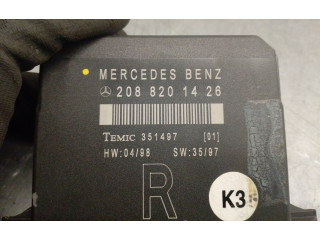 MERCEDES BENZ
208 820 14 26
TEMIC 351497 [01]
HW: 04/98 SW: 35/97
R
K3